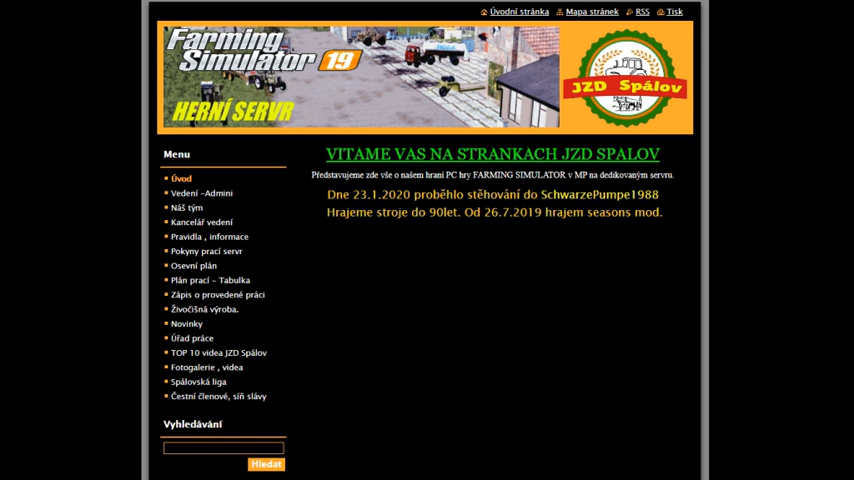 Úvodní stránka Mapa stránek RSS Tisk
Farming
Simulator 19
HERNÍ SERVR
JZD Spálov
Menu
Úvod
Vedení -Admini
Náš tým
Kancelář vedení
Pravidla , informace
Pokyny prací servr
Osevní plán
Plán prací - Tabulka
Zápis o provedené práci
Živočišná výroba.
Novinky
Úřad práce
TOP 10 videa JZD Spálov
Fotogalerie , videa
Spálovská liga
Čestní členové, síň slávy
Vyhledávání
Hledat
VITAME VAS NA STRANKACH JZD SPALOV
Představujeme zde vše o našem hraní PC hry FARMING SIMULATOR v MP na dedikovaným servru.
Dne 23.1.2020 proběhlo stěhování do SchwarzePumpe1988
Hrajeme stroje do 90let. Od 26.7.2019 hrajem seasons mod.